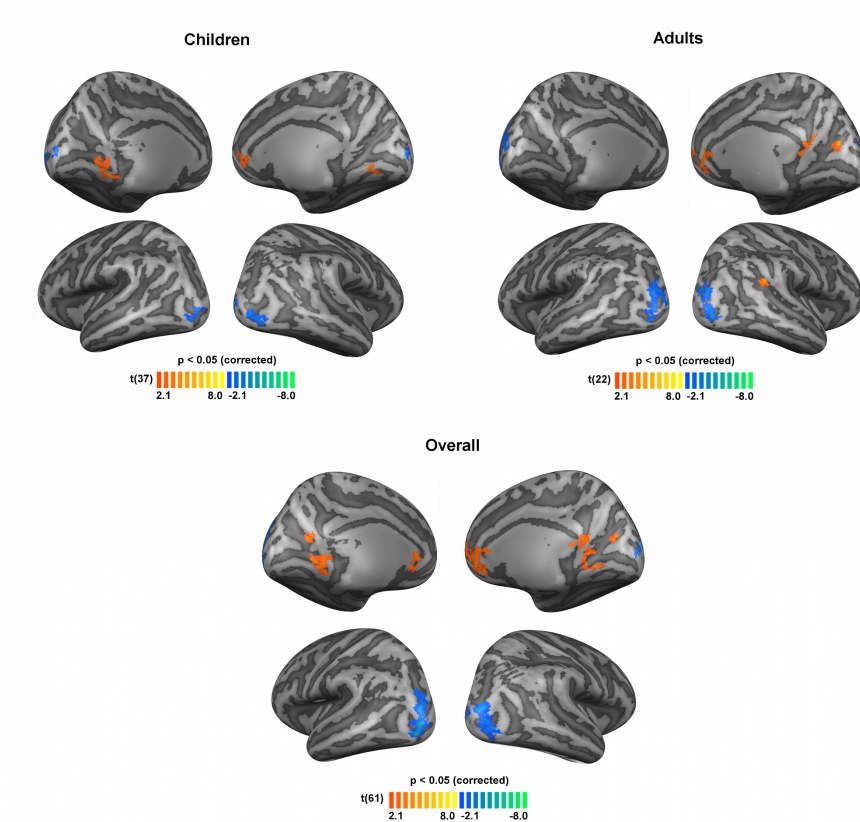 Children
Adults
p < 0.05 (corrected)
t(37)
2.1 8.0 -2.1 -8.0
p < 0.05 (corrected)
t(22)
2.1 8.0 -2.1 -8.0
Overall
p < 0.05 (corrected)
t(61)
2.1 8.0 -2.1 -8.0